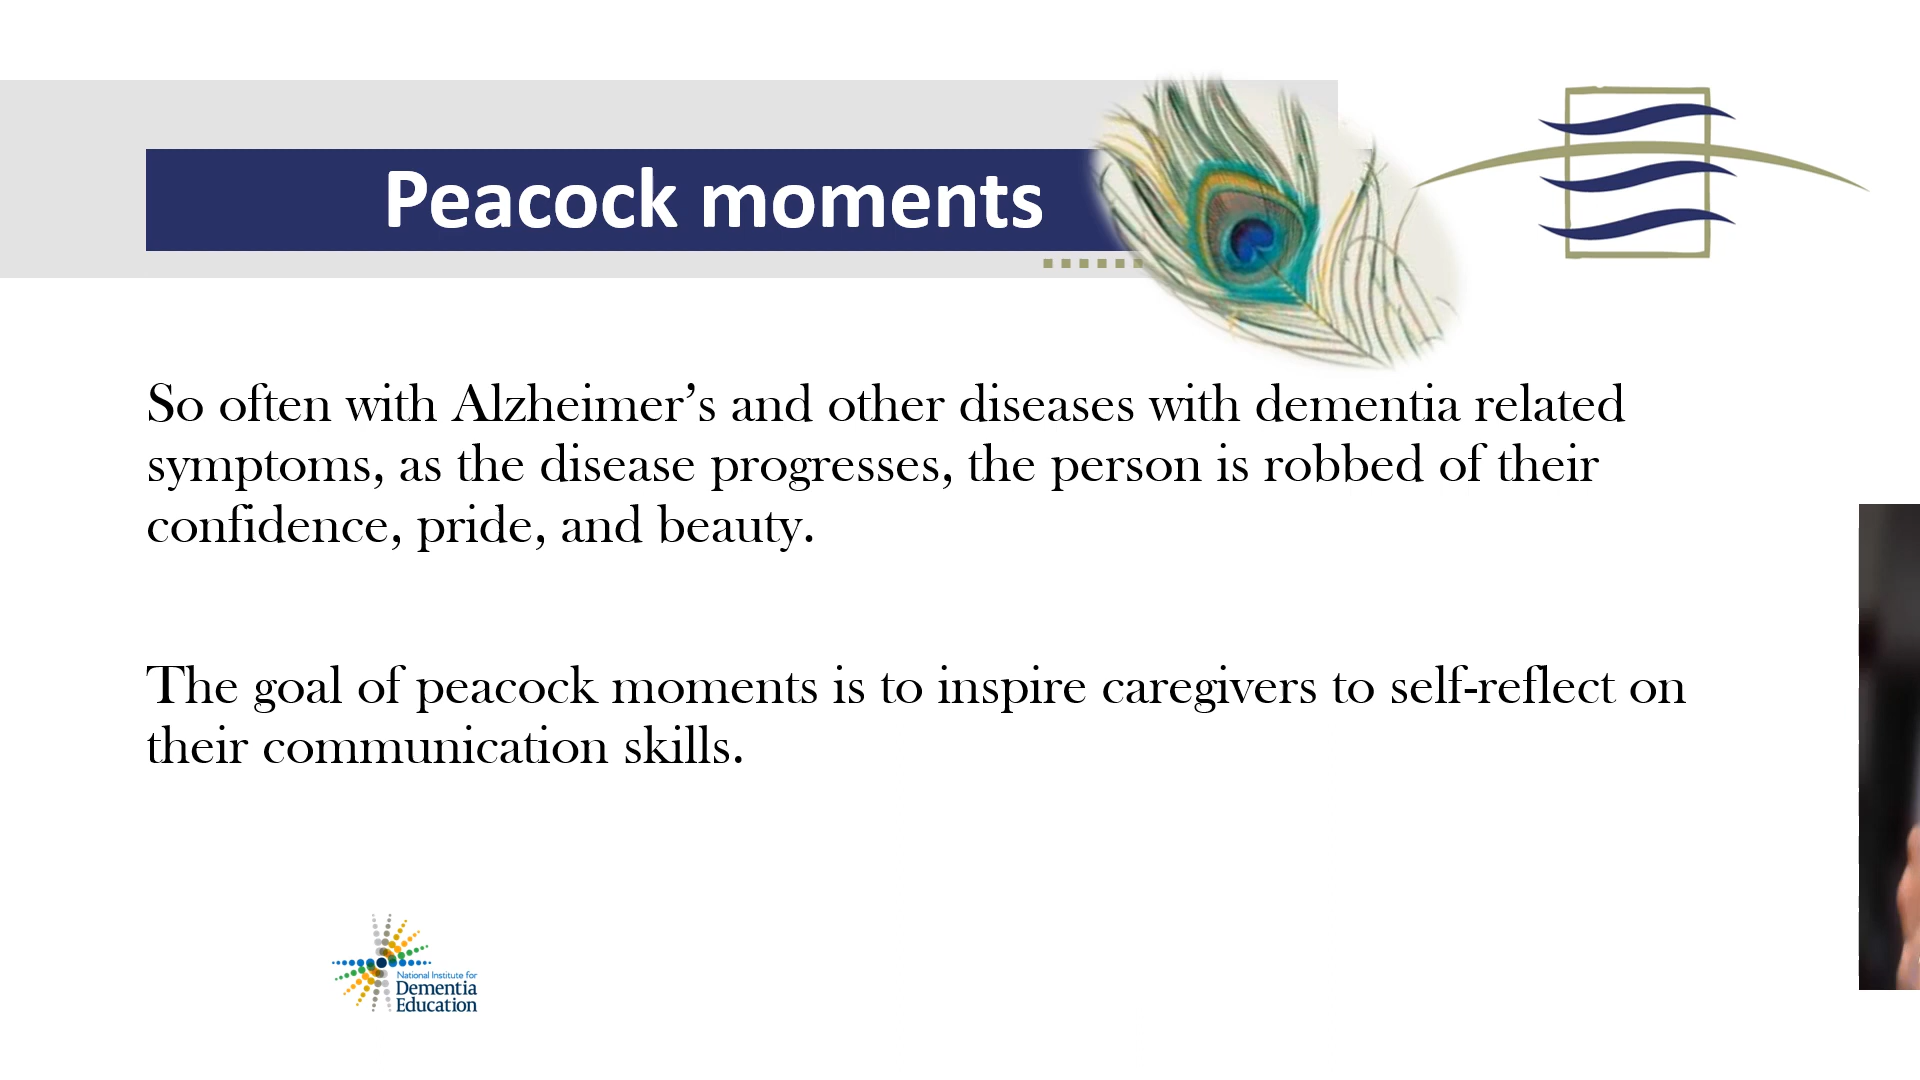 Peacock moments
So often with Alzheimer’s and other diseases with dementia related
symptoms, as the disease progresses, the person is robbed of their
confidence, pride, and beauty.
The goal of peacock moments is to inspire caregivers to self-reflect on
their communication skills.
National Institute for
Dementia
Education